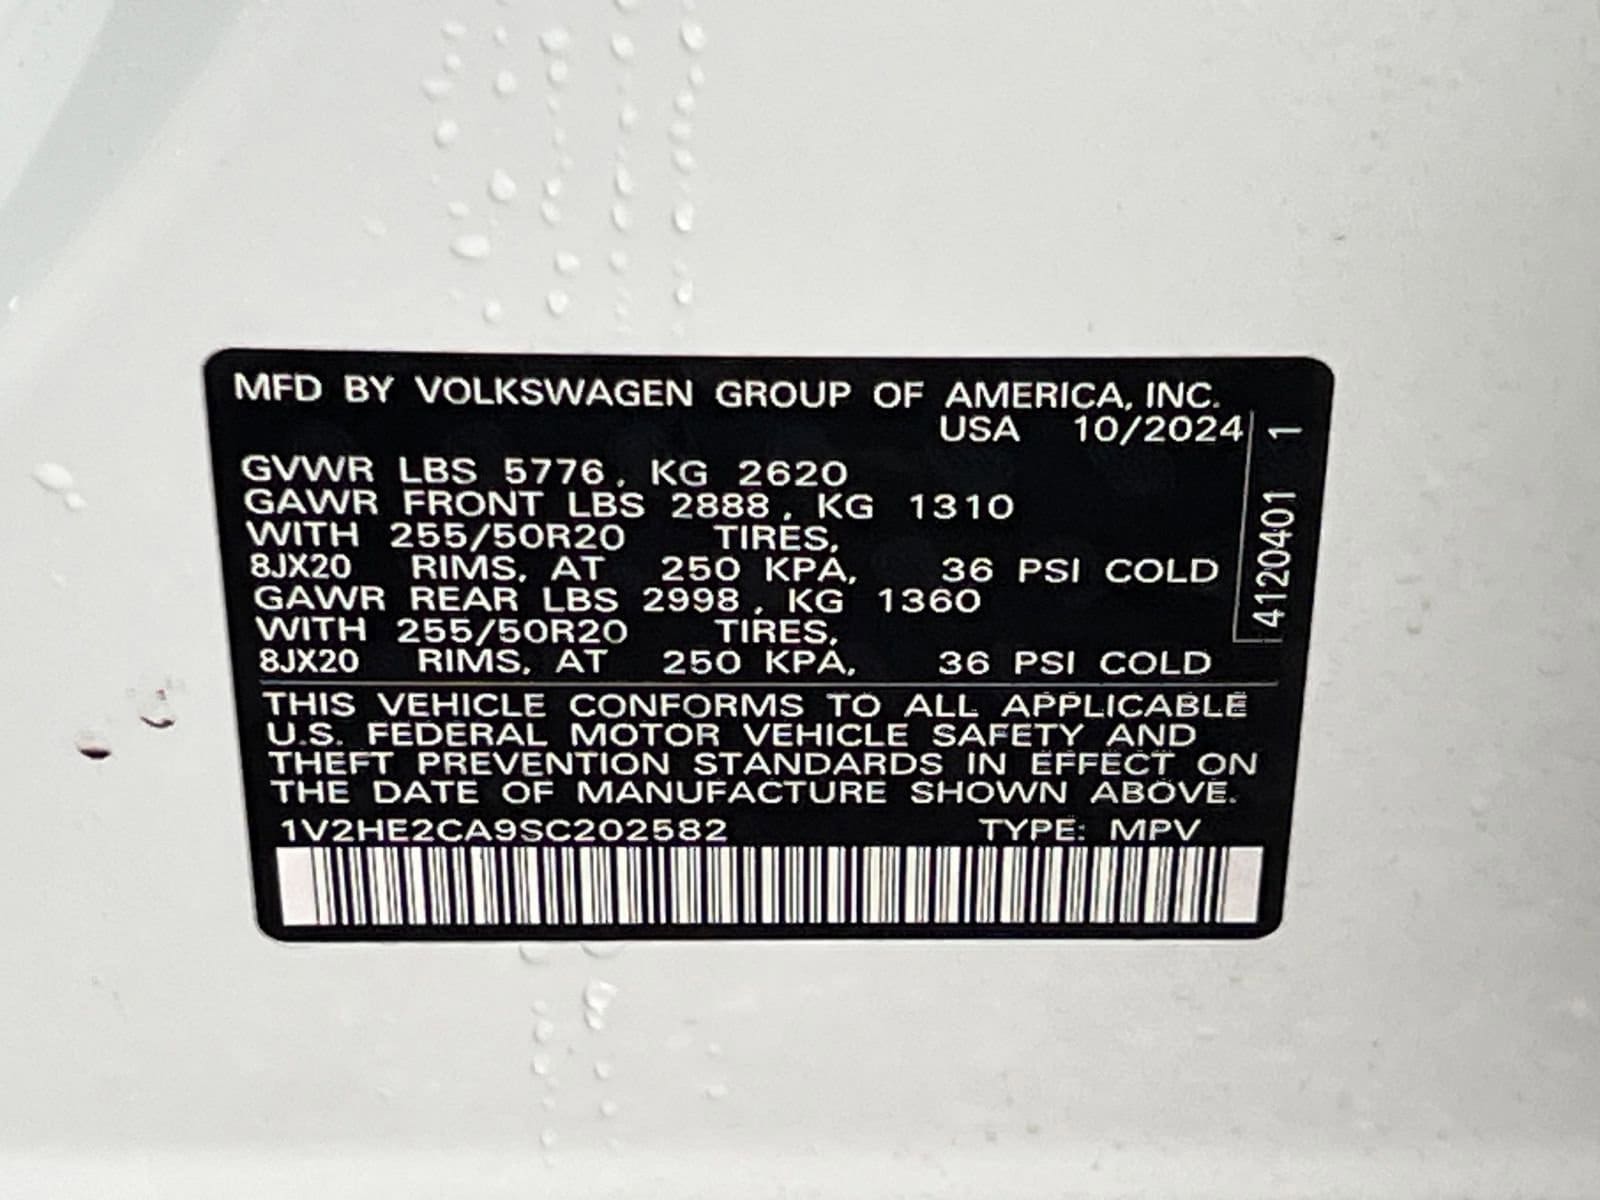 MFD BY VOLKSWAGEN GROUP OF AMERICA, INC.
USA 10/2024
GVWR LBS 5776, KG 2620
GAWR FRONT LBS 2888, KG 1310
WITH 255/50R20 TIRES,
8JX20 RIMS, AT 250 KPA, 36 PSI COLD
GAWR REAR LBS 2998, KG 1360
WITH 255/50R20 TIRES,
8JX20 RIMS, AT 250 KPA, 36 PSI COLD
4120401 1
THIS VEHICLE CONFORMS TO ALL APPLICABLE
U.S. FEDERAL MOTOR VEHICLE SAFETY AND
THEFT PREVENTION STANDARDS IN EFFECT ON
THE DATE OF MANUFACTURE SHOWN ABOVE.
1V2HE2CA9SC202582 TYPE: MPV